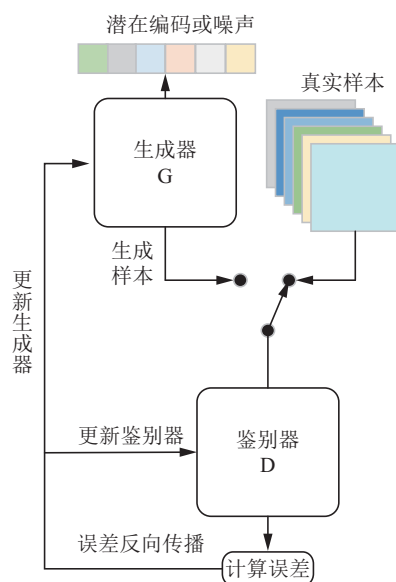 潜在编码或噪声
真实样本
生成器
G
生成
样本
更新生成器
更新鉴别器
鉴别器
D
误差反向传播
计算误差